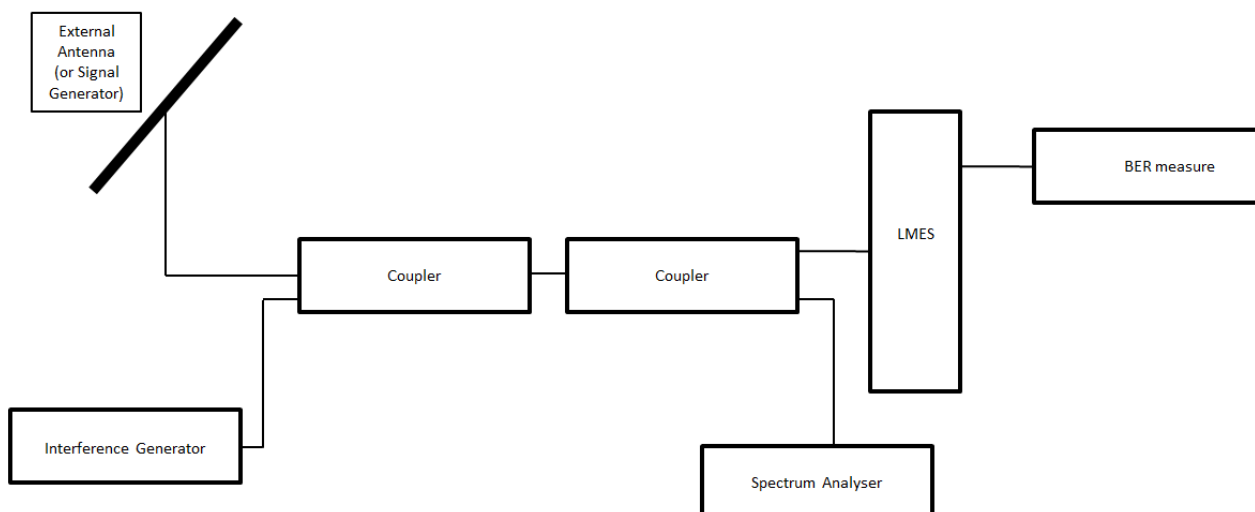 External
Antenna
(or Signal
Generator)
BER measure
LMES
Coupler
Coupler
Interference Generator
Spectrum Analyser